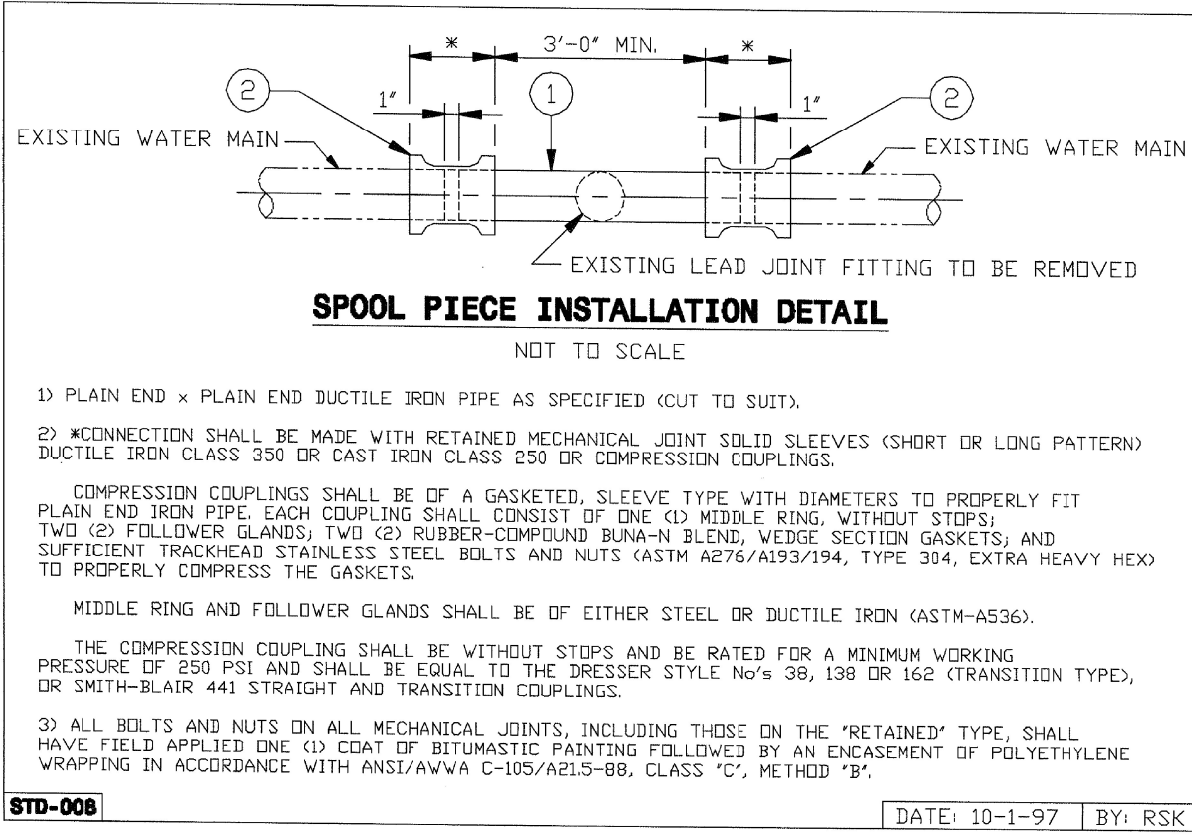 * 3'-0" MIN. *
2 1" 1 1" 2
EXISTING WATER MAIN EXISTING WATER MAIN
EXISTING LEAD JOINT FITTING TO BE REMOVED
SPOOL PIECE INSTALLATION DETAIL
NOT TO SCALE
1) PLAIN END x PLAIN END DUCTILE IRON PIPE AS SPECIFIED (CUT TO SUIT).
2) *CONNECTION SHALL BE MADE WITH RETAINED MECHANICAL JOINT SOLID SLEEVES (SHORT OR LONG PATTERN)
DUCTILE IRON CLASS 350 OR CAST IRON CLASS 250 OR COMPRESSION COUPLINGS.
COMPRESSION COUPLINGS SHALL BE OF A GASKETED, SLEEVE TYPE WITH DIAMETERS TO PROPERLY FIT
PLAIN END IRON PIPE. EACH COUPLING SHALL CONSIST OF ONE (1) MIDDLE RING, WITHOUT STOPS;
TWO (2) FOLLOWER GLANDS; TWO (2) RUBBER-COMPOUND BUNA-N BLEND, WEDGE SECTION GASKETS; AND
SUFFICIENT TRACKHEAD STAINLESS STEEL BOLTS AND NUTS (ASTM A276/A193/194, TYPE 304, EXTRA HEAVY HEX)
TO PROPERLY COMPRESS THE GASKETS.
MIDDLE RING AND FOLLOWER GLANDS SHALL BE OF EITHER STEEL OR DUCTILE IRON (ASTM-A536).
THE COMPRESSION COUPLING SHALL BE WITHOUT STOPS AND BE RATED FOR A MINIMUM WORKING
PRESSURE OF 250 PSI AND SHALL BE EQUAL TO THE DRESSER STYLE No's 38, 138 OR 162 (TRANSITION TYPE),
OR SMITH-BLAIR 441 STRAIGHT AND TRANSITION COUPLINGS.
3) ALL BOLTS AND NUTS ON ALL MECHANICAL JOINTS, INCLUDING THOSE ON THE "RETAINED" TYPE, SHALL
HAVE FIELD APPLIED ONE (1) COAT OF BITUMASTIC PAINTING FOLLOWED BY AN ENCASEMENT OF POLYETHYLENE
WRAPPING IN ACCORDANCE WITH ANSI/AWWA C-105/A21.5-88, CLASS "C", METHOD "B".
STD-008 DATE: 10-1-97 BY: RSK